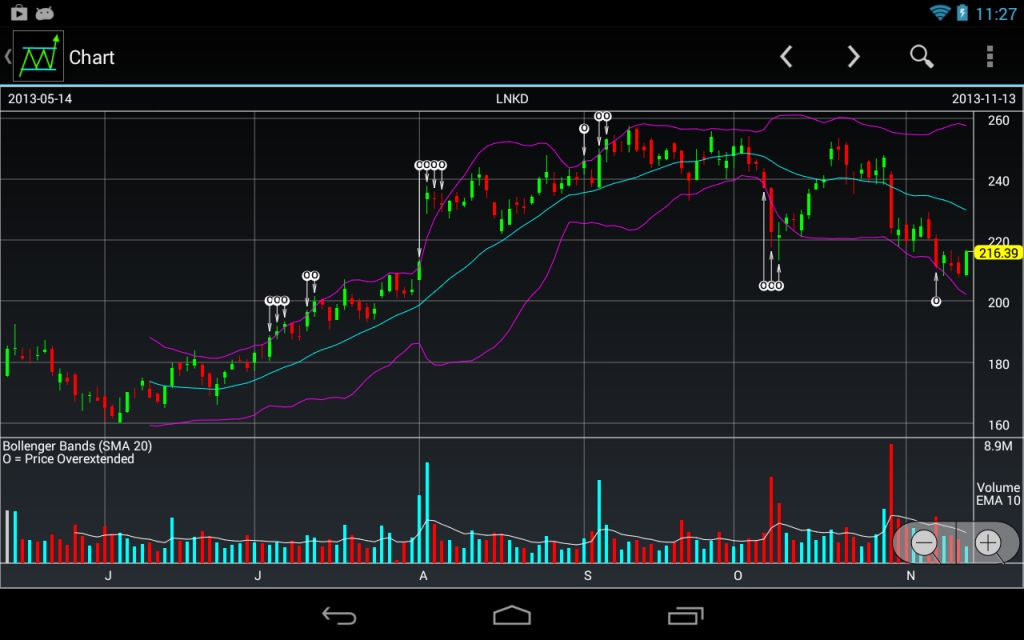 11:27
Chart
2013-05-14 LNKD 2013-11-13
260
240
220
216.39
200
180
160
O O O
O O
O O O O
O
O O
O O O
O
Bollenger Bands (SMA 20)
O = Price Overextended
8.9M
Volume
EMA 10
J J A S O N